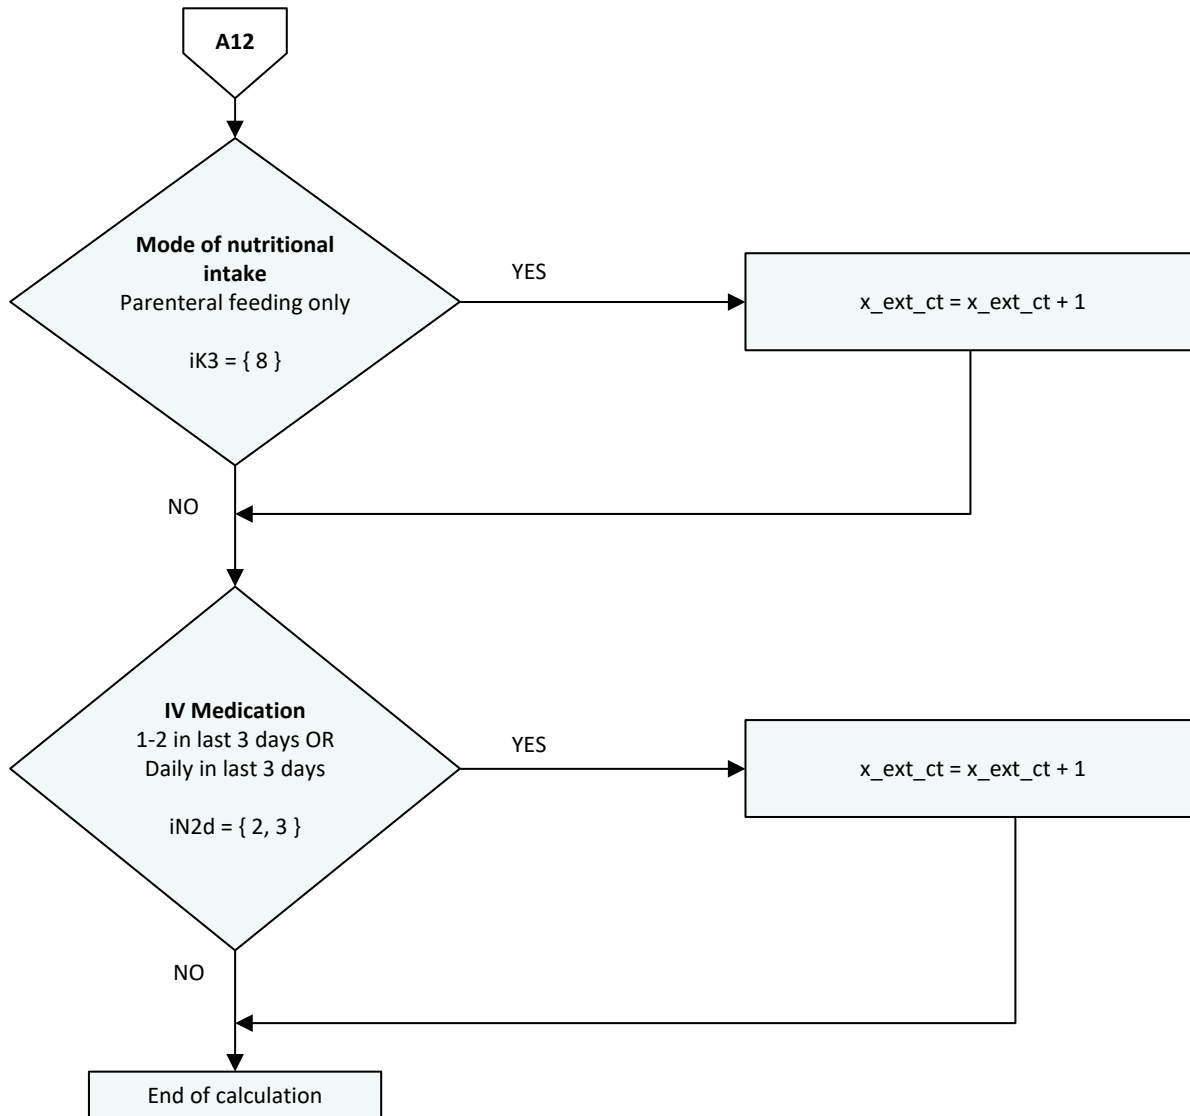 A12
Mode of nutritional
intake
Parenteral feeding only
iK3 = { 8 }
YES
x_ext_ct = x_ext_ct + 1
NO
IV Medication
1-2 in last 3 days OR
Daily in last 3 days
iN2d = { 2, 3 }
YES
x_ext_ct = x_ext_ct + 1
NO
End of calculation